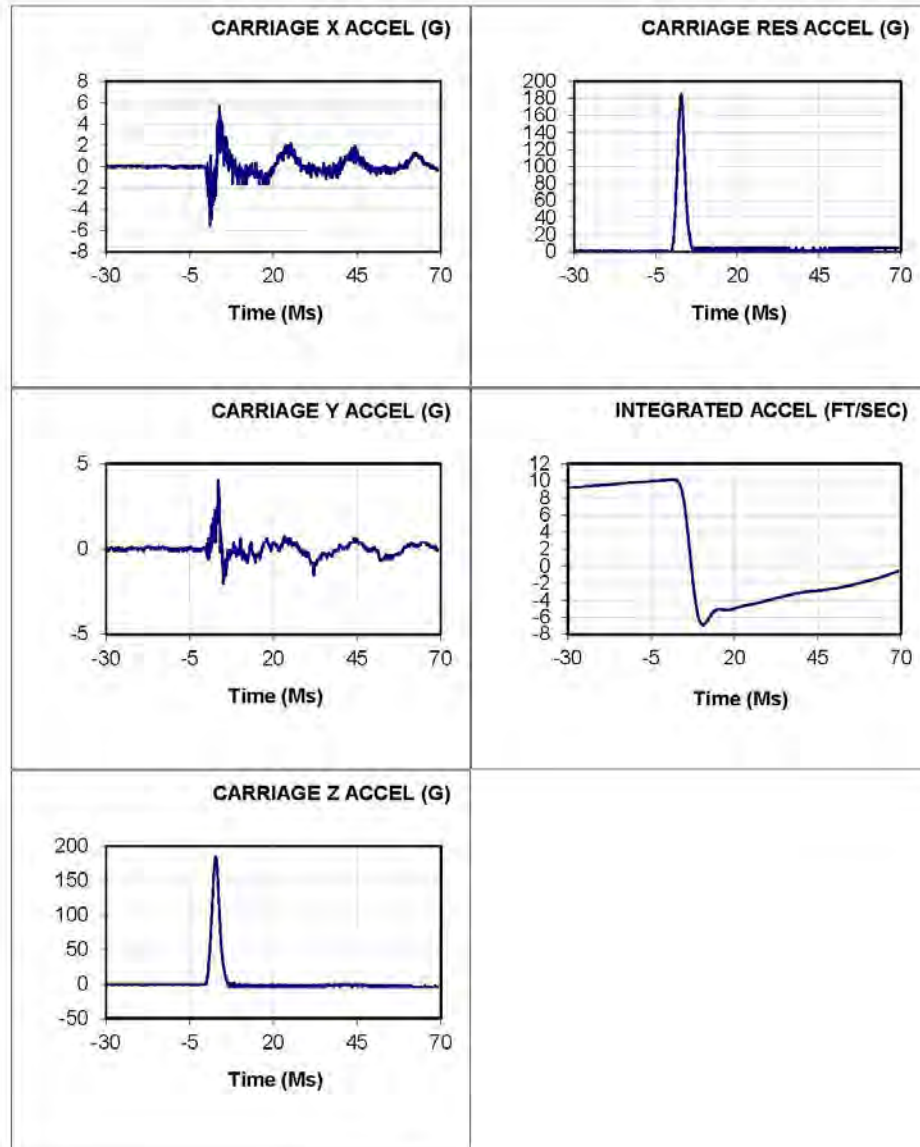 CARRIAGE X ACCEL (G)
8
6
4
2
0
-2
-4
-6
-8
-30 -5 20 45 70
Time (Ms)
CARRIAGE RES ACCEL (G)
200
180
160
140
120
100
80
60
40
20
0
-30 -5 20 45 70
Time (Ms)
CARRIAGE Y ACCEL (G)
5
0
-5
-30 -5 20 45 70
Time (Ms)
INTEGRATED ACCEL (FT/SEC)
12
10
8
6
4
2
0
-2
-4
-6
-8
-30 -5 20 45 70
Time (Ms)
CARRIAGE Z ACCEL (G)
200
150
100
50
0
-50
-30 -5 20 45 70
Time (Ms)